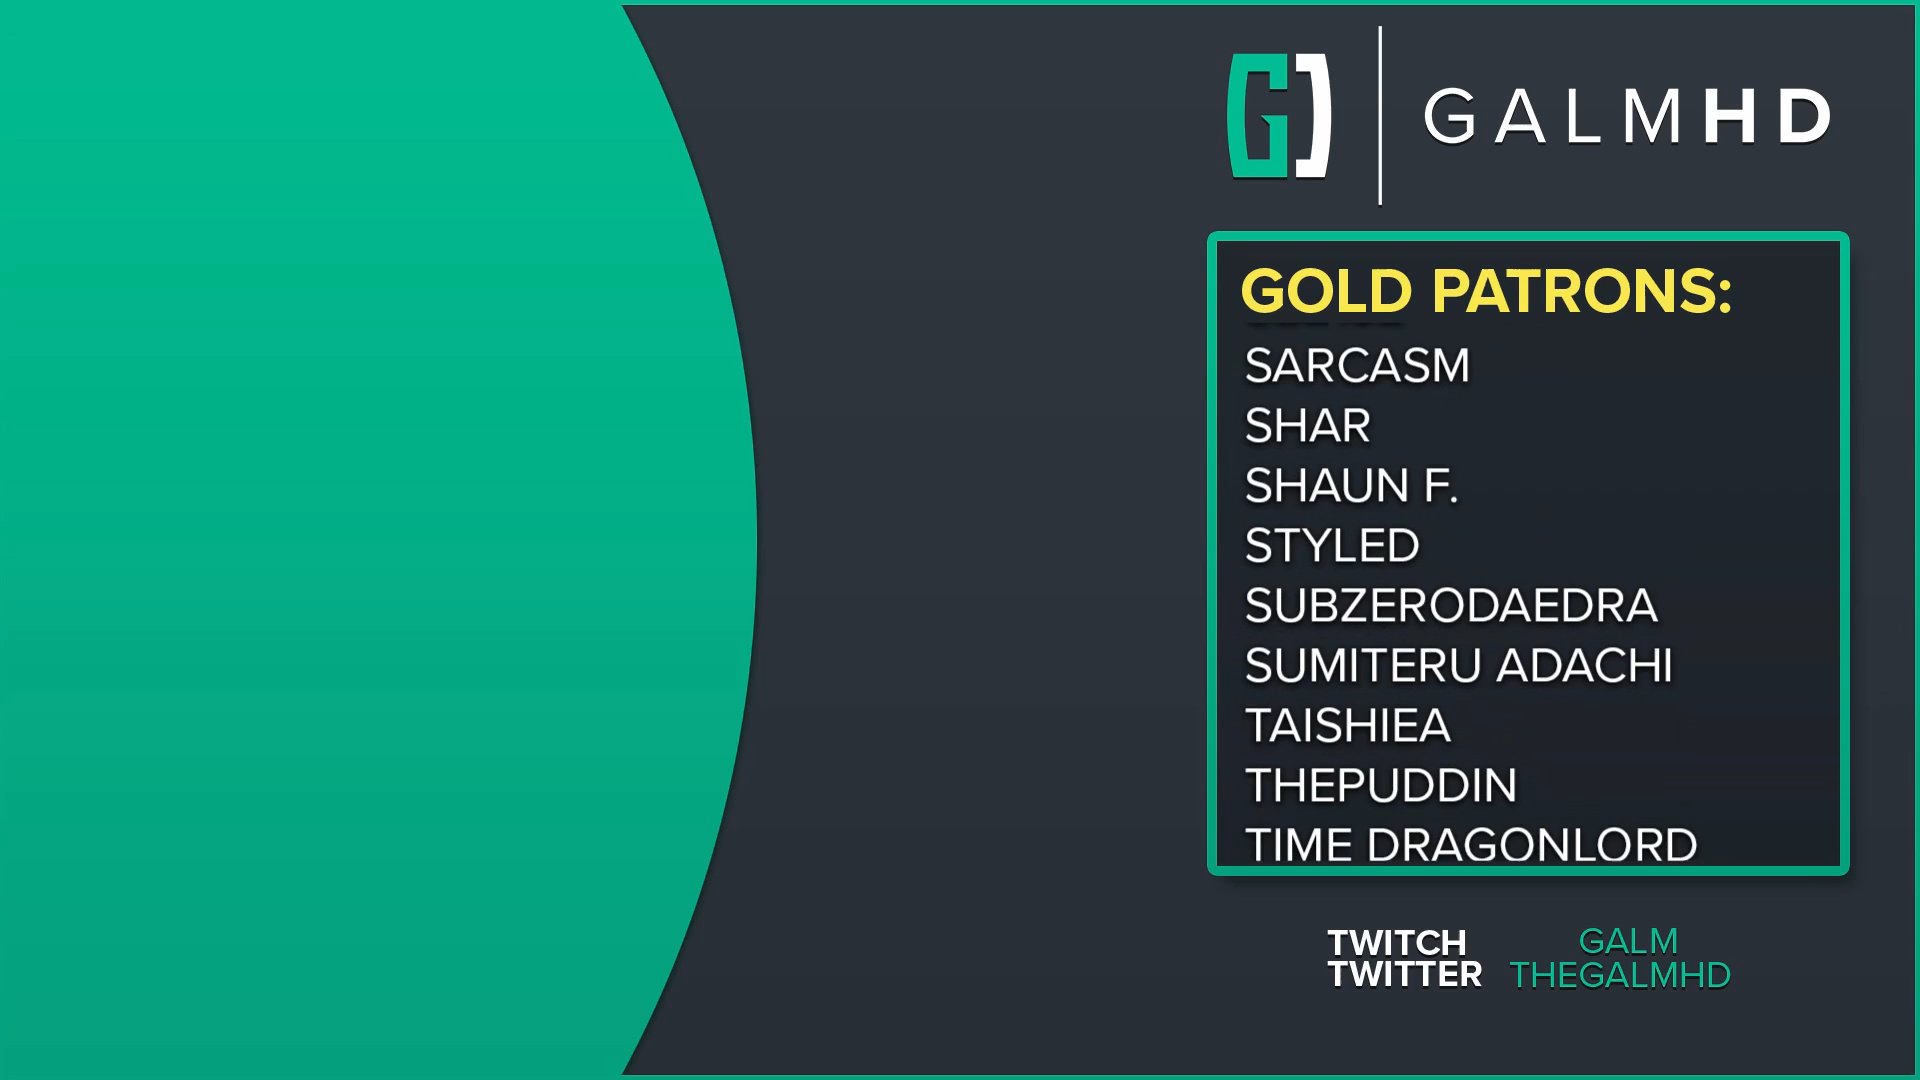 GALMHD
GOLD PATRONS:
SARCASM
SHAR
SHAUN F.
STYLED
SUBZERODAEDRA
SUMITERU ADACHI
TAISHIEA
THEPUDDIN
TIME DRAGONLORD
TWITCH GALM
TWITTER THEGALMHD